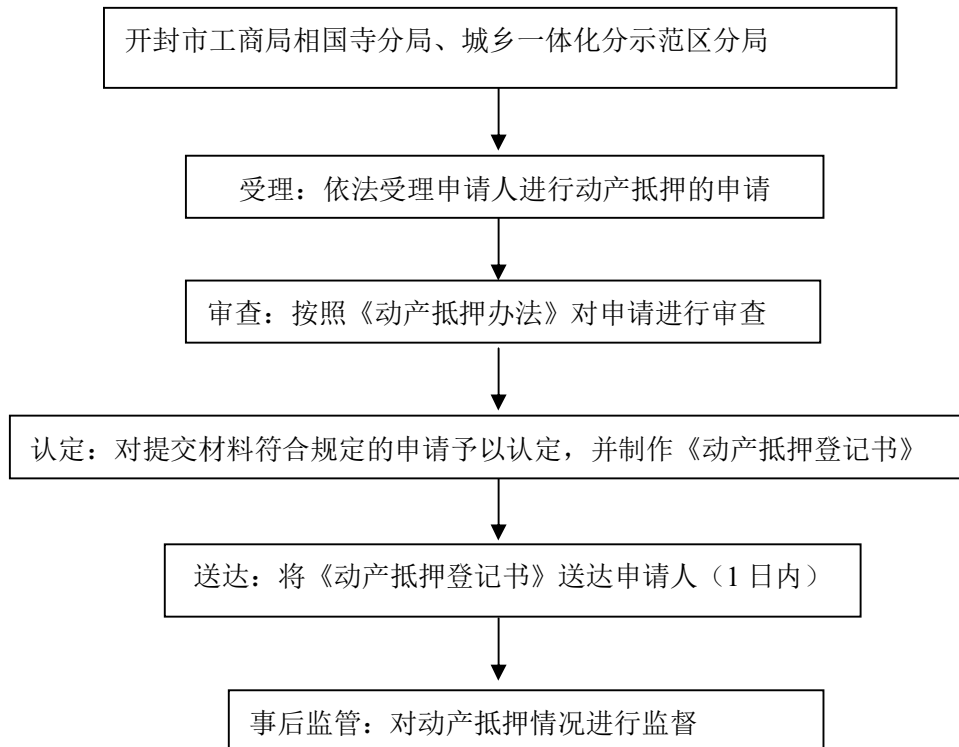 开封市工商局相国寺分局、城乡一体化分示范区分局
受理：依法受理申请人进行动产抵押的申请
审查：按照《动产抵押办法》对申请进行审查
认定：对提交材料符合规定的申请予以认定，并制作《动产抵押登记书》
送达：将《动产抵押登记书》送达申请人（1 日内）
事后监管：对动产抵押情况进行监督